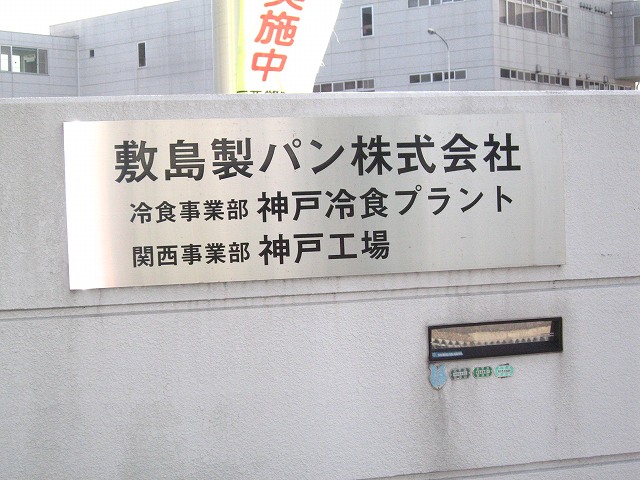 実施中
敷島製パン株式会社
冷食事業部 神戸冷食プラント
関西事業部 神戸工場